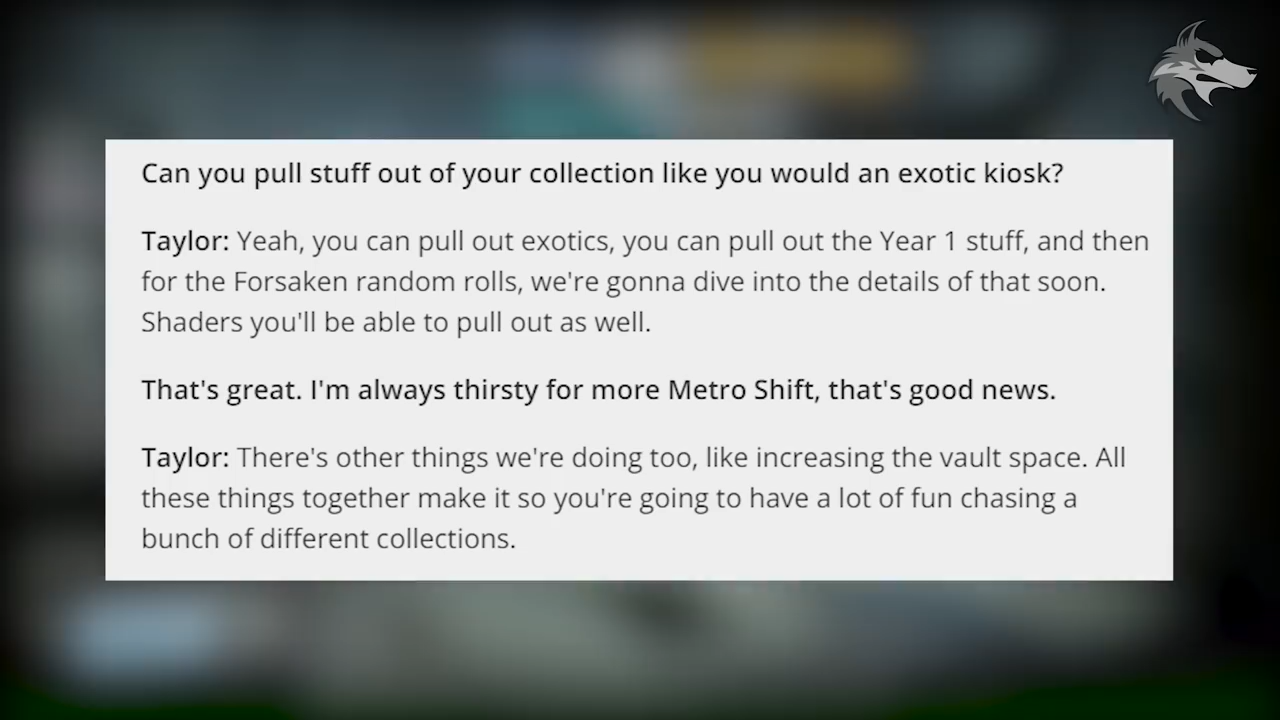 Can you pull stuff out of your collection like you would an exotic kiosk?
Taylor: Yeah, you can pull out exotics, you can pull out the Year 1 stuff, and then
for the Forsaken random rolls, we're gonna dive into the details of that soon.
Shaders you'll be able to pull out as well.
That's great. I'm always thirsty for more Metro Shift, that's good news.
Taylor: There's other things we're doing too, like increasing the vault space. All
these things together make it so you're going to have a lot of fun chasing a
bunch of different collections.